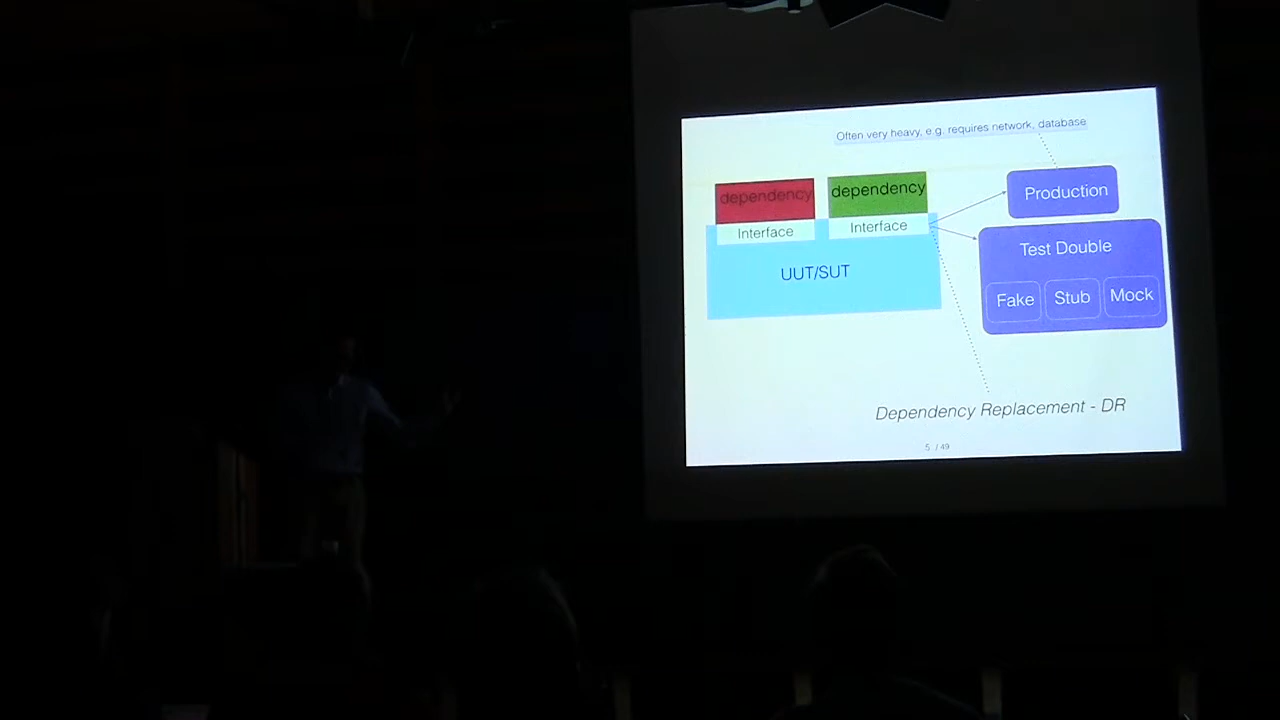 Often very heavy, e.g. requires network, database
dependency
dependency
Production
Interface
Interface
Test Double
UUT/SUT
Fake
Stub
Mock
Dependency Replacement - DR
5 / 49